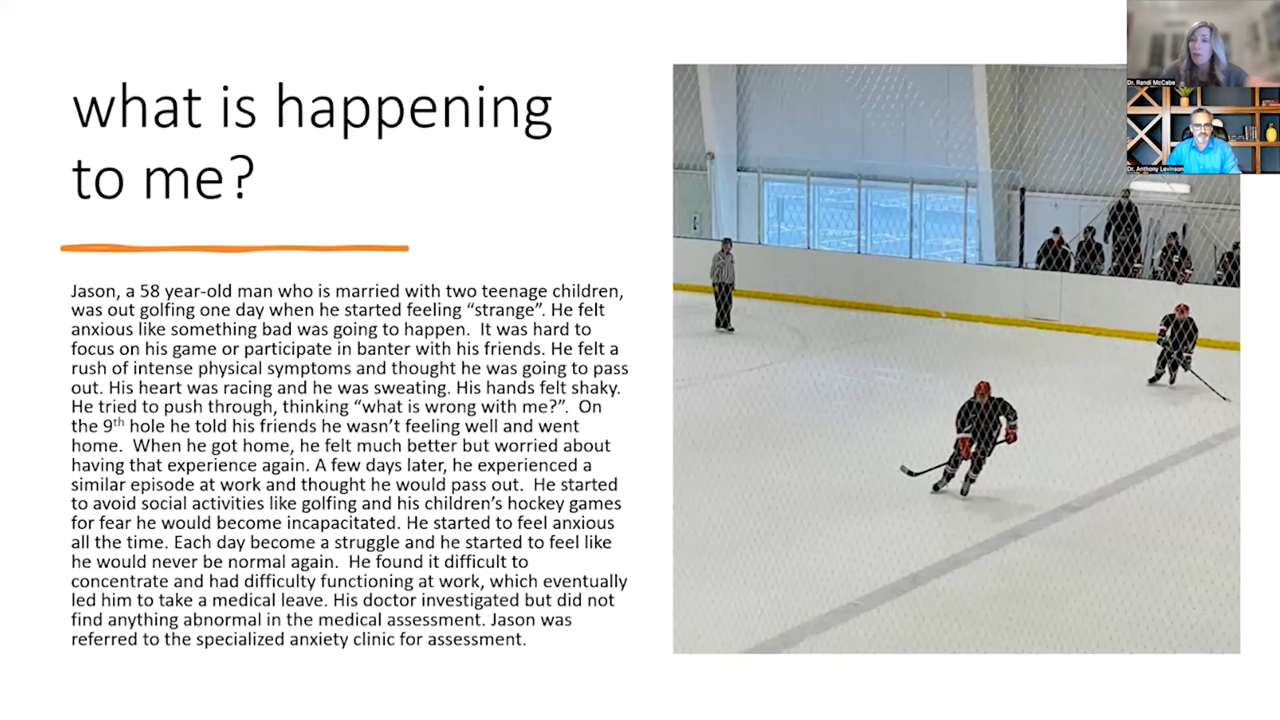 what is happening
to me?
Jason, a 58 year-old man who is married with two teenage children,
was out golfing one day when he started feeling “strange”. He felt
anxious like something bad was going to happen.  It was hard to
focus on his game or participate in banter with his friends. He felt a
rush of intense physical symptoms and thought he was going to pass
out. His heart was racing and he was sweating. His hands felt shaky.
He tried to push through, thinking “what is wrong with me?”.  On
the 9th hole he told his friends he wasn’t feeling well and went
home.  When he got home, he felt much better but worried about
having that experience again. A few days later, he experienced a
similar episode at work and thought he would pass out.  He started
to avoid social activities like golfing and his children’s hockey games
for fear he would become incapacitated. He started to feel anxious
all the time. Each day become a struggle and he started to feel like
he would never be normal again.  He found it difficult to
concentrate and had difficulty functioning at work, which eventually
led him to take a medical leave. His doctor investigated but did not
find anything abnormal in the medical assessment. Jason was
referred to the specialized anxiety clinic for assessment.
Dr. Randi McCabe
Dr. Anthony Levinson